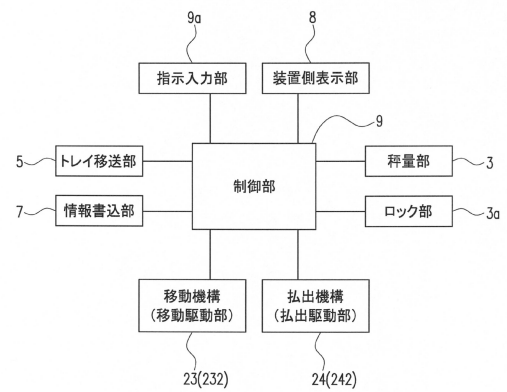 9a
8
指示入力部
装置側表示部
9
5
トレイ移送部
秤量部
3
制御部
7
情報書込部
ロック部
3a
移動機構
(移動駆動部)
払出機構
(払出駆動部)
23(232)
24(242)